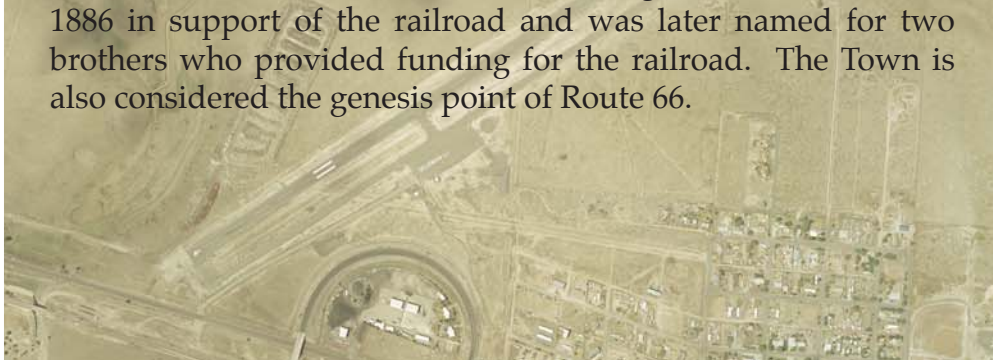 1886 in support of the railroad and was later named for two
brothers who provided funding for the railroad. The Town is
also considered the genesis point of Route 66.